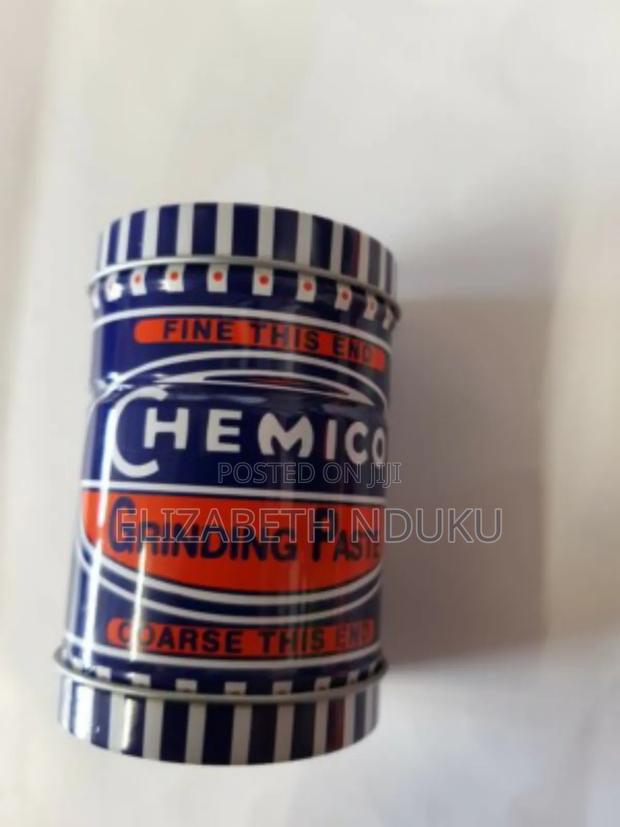 FINE THIS END
CHEMICO
POSTED ON JIJI
GRINDING PASTE
ELIZABETH NDUKU
COARSE THIS END